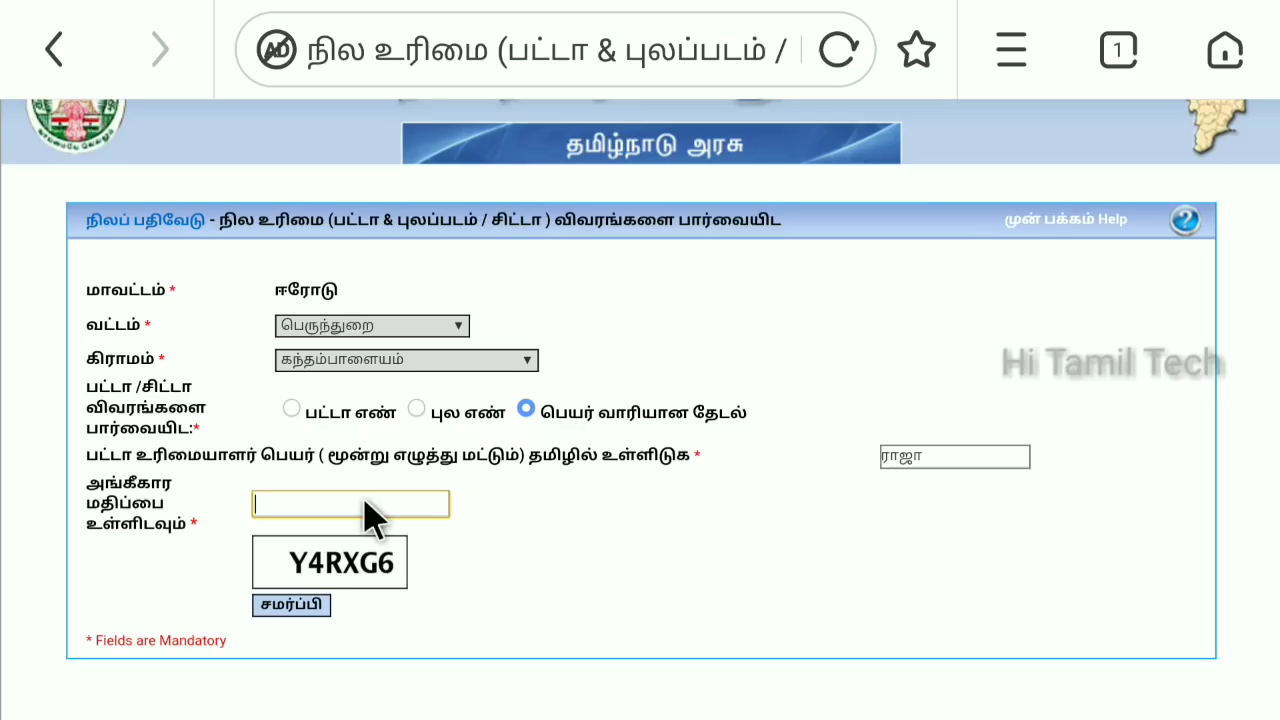 நில உரிமை (பட்டா & புலப்படம் /
1
தமிழ்நாடு அரசு
நிலப் பதிவேடு - நில உரிமை (பட்டா & புலப்படம் / சிட்டா ) விவரங்களை பார்வையிட
முன் பக்கம் Help
மாவட்டம் * ஈரோடு
வட்டம் * பெருந்துறை
கிராமம் * கந்தம்பாளையம்
Hi Tamil Tech
பட்டா /சிட்டா
விவரங்களை
பார்வையிட:*
பட்டா எண் புல எண் பெயர் வாரியான தேடல்
பட்டா உரிமையாளர் பெயர் ( மூன்று எழுத்து மட்டும்) தமிழில் உள்ளிடுக * ராஜா
அங்கீகார
மதிப்பை
உள்ளிடவும் *
Y4RXG6
சமர்ப்பி
* Fields are Mandatory